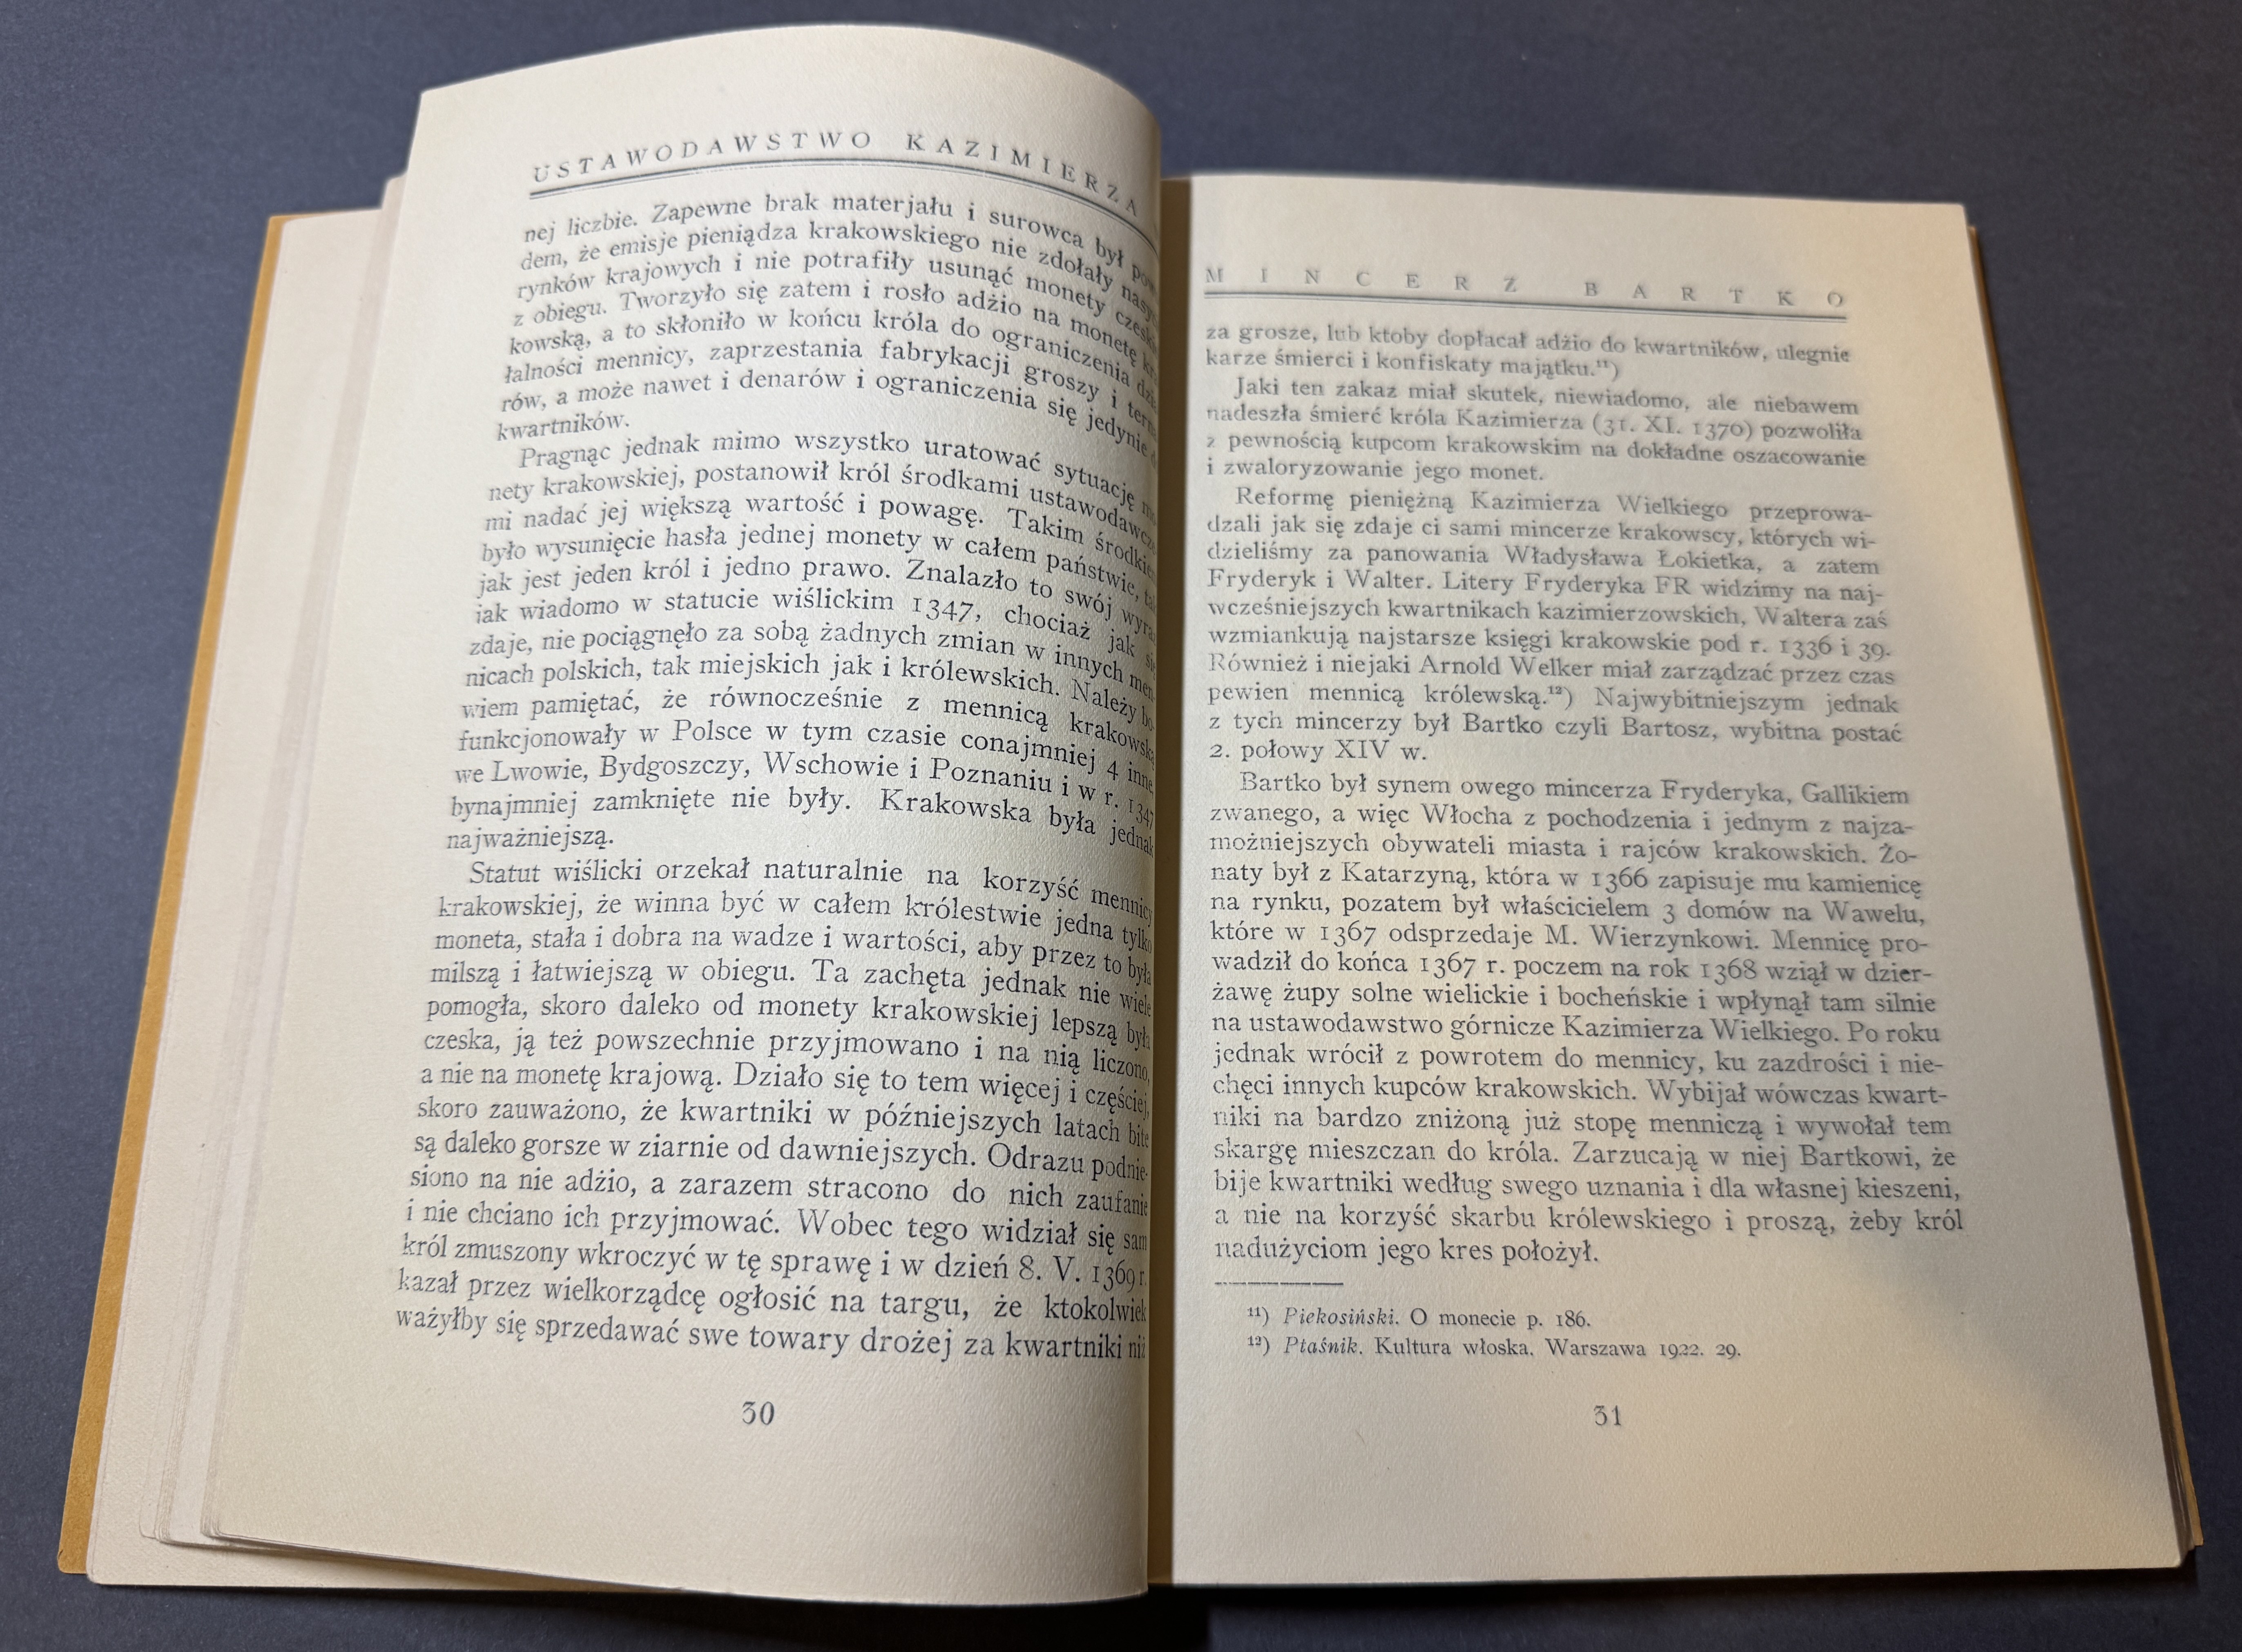 USTAWODAWSTWO KAZIMIERZA
nej liczbie. Zapewne brak materjału i surowca był
dem, że emisje pieniądza krakowskiego nie zdołały
rynków krajowych i nie potrafiły usunąć monety
z obiegu. Tworzyło się zatem i rosło adżio na monetę
kowską, a to skłoniło w końcu króla do ograniczenia
łalności mennicy, zaprzestania fabrykacji groszy i
rów, a może nawet i denarów i ograniczenia się jedynie
kwartników.
Pragnąc jednak mimo wszystko uratować sytuację
nety krakowskiej, postanowił król środkami
mi nadać jej większą wartość i powagę. Takim
było wysunięcie hasła jednej monety w całem państwie,
jak jest jeden król i jedno prawo. Znalazło to swój
jak wiadomo w statucie wiślickim 1347, chociaż jak
zdaje, nie pociągnęło za sobą żadnych zmian w innych men-
nicach polskich, tak miejskich jak i królewskich. Należy bo-
wiem pamiętać, że równocześnie z mennicą krakowską
funkcjonowały w Polsce w tym czasie conajmniej 4 inne,
we Lwowie, Bydgoszczy, Wschowie i Poznaniu i w r. 1347
bynajmniej zamknięte nie były. Krakowska była jednak
najważniejszą.
Statut wiślicki orzekał naturalnie na korzyść mennicy
krakowskiej, że winna być w całem królestwie jedna tylko
moneta, stała i dobra na wadze i wartości, aby przez to była
milszą i łatwiejszą w obiegu. Ta zachęta jednak nie wiele
pomogła, skoro daleko od monety krakowskiej lepszą była
czeska, ją też powszechnie przyjmowano i na nią liczono,
a nie na monetę krajową. Działo się to tem więcej i częściej,
skoro zauważono, że kwartniki w późniejszych latach bite
są daleko gorsze w ziarnie od dawniejszych. Odrazu podnie-
siono na nie adżio, a zarazem stracono do nich zaufanie
i nie chciano ich przyjmować. Wobec tego widział się sam
król zmuszony wkroczyć w tę sprawę i w dzień 8. V. 1369 r.
kazał przez wielkorządcę ogłosić na targu, że ktokolwiek
ważyłby się sprzedawać swe towary drożej za kwartniki niż
30
MINCERZ BARTKO
za grosze, lub ktoby dopłacał adżio do kwartników, ulegnie
karze śmierci i konfiskaty majątku.¹¹)
Jaki ten zakaz miał skutek, niewiadomo, ale niebawem
nadeszła śmierć króla Kazimierza (31. XI. 1370) pozwoliła
z pewnością kupcom krakowskim na dokładne oszacowanie
i zwaloryzowanie jego monet.
Reformę pieniężną Kazimierza Wielkiego przeprowa-
dzali jak się zdaje ci sami mincerze krakowscy, których wi-
dzieliśmy za panowania Władysława Łokietka, a zatem
Fryderyk i Walter. Litery Fryderyka FR widzimy na naj-
wcześniejszych kwartnikach kazimierzowskich, Waltera zaś
wzmiankują najstarsze księgi krakowskie pod r. 1336 i 39.
Również i niejaki Arnold Welker miał zarządzać przez czas
pewien mennicą królewską.¹²) Najwybitniejszym jednak
z tych mincerzy był Bartko czyli Bartosz, wybitna postać
2. połowy XIV w.
Bartko był synem owego mincerza Fryderyka, Gallikiem
zwanego, a więc Włocha z pochodzenia i jednym z najza-
możniejszych obywateli miasta i rajców krakowskich. Żo-
naty był z Katarzyną, która w 1366 zapisuje mu kamienicę
na rynku, pozatem był właścicielem 3 domów na Wawelu,
które w 1367 odsprzedaje M. Wierzynkowi. Mennicę pro-
wadził do końca 1367 r. poczem na rok 1368 wziął w dzier-
żawę żupy solne wielickie i bocheńskie i wpłynął tam silnie
na ustawodawstwo górnicze Kazimierza Wielkiego. Po roku
jednak wrócił z powrotem do mennicy, ku zazdrości i nie-
chęci innych kupców krakowskich. Wybijał wówczas kwart-
niki na bardzo zniżoną już stopę menniczą i wywołał tem
skargę mieszczan do króla. Zarzucają w niej Bartkowi, że
bije kwartniki według swego uznania i dla własnej kieszeni,
a nie na korzyść skarbu królewskiego i proszą, żeby król
nadużyciom jego kres położył.
¹¹) Piekosiński. O monecie p. 186.
¹²) Ptaśnik. Kultura włoska. Warszawa 1922. 29.
31